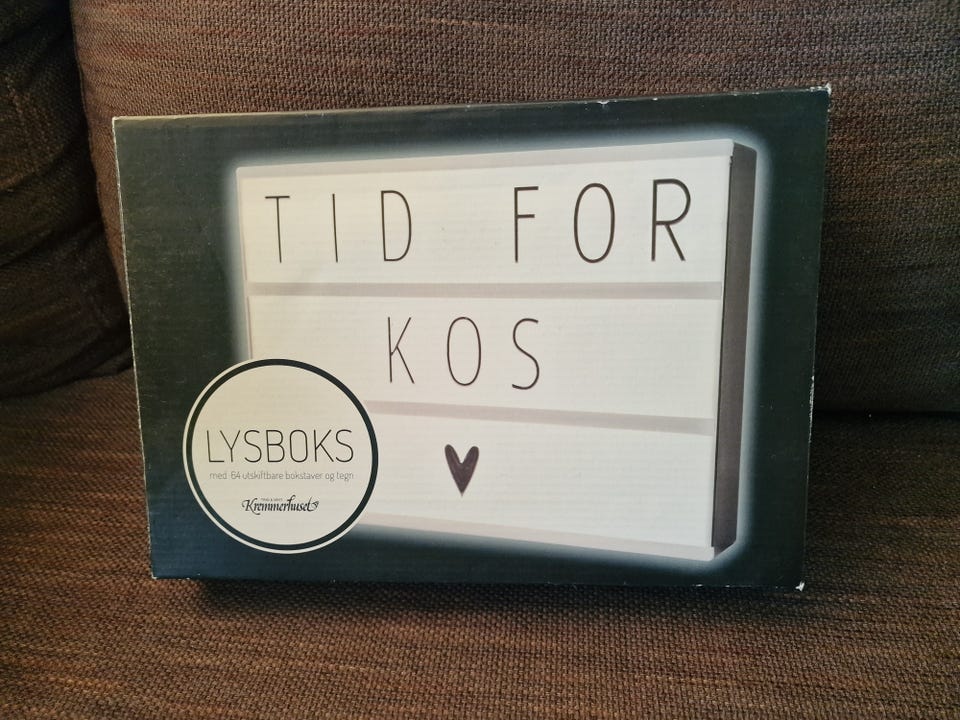 TID FOR
KOS
LYSBOKS
med 64 utskiftbare bokstaver og tegn
Kremmerhuset